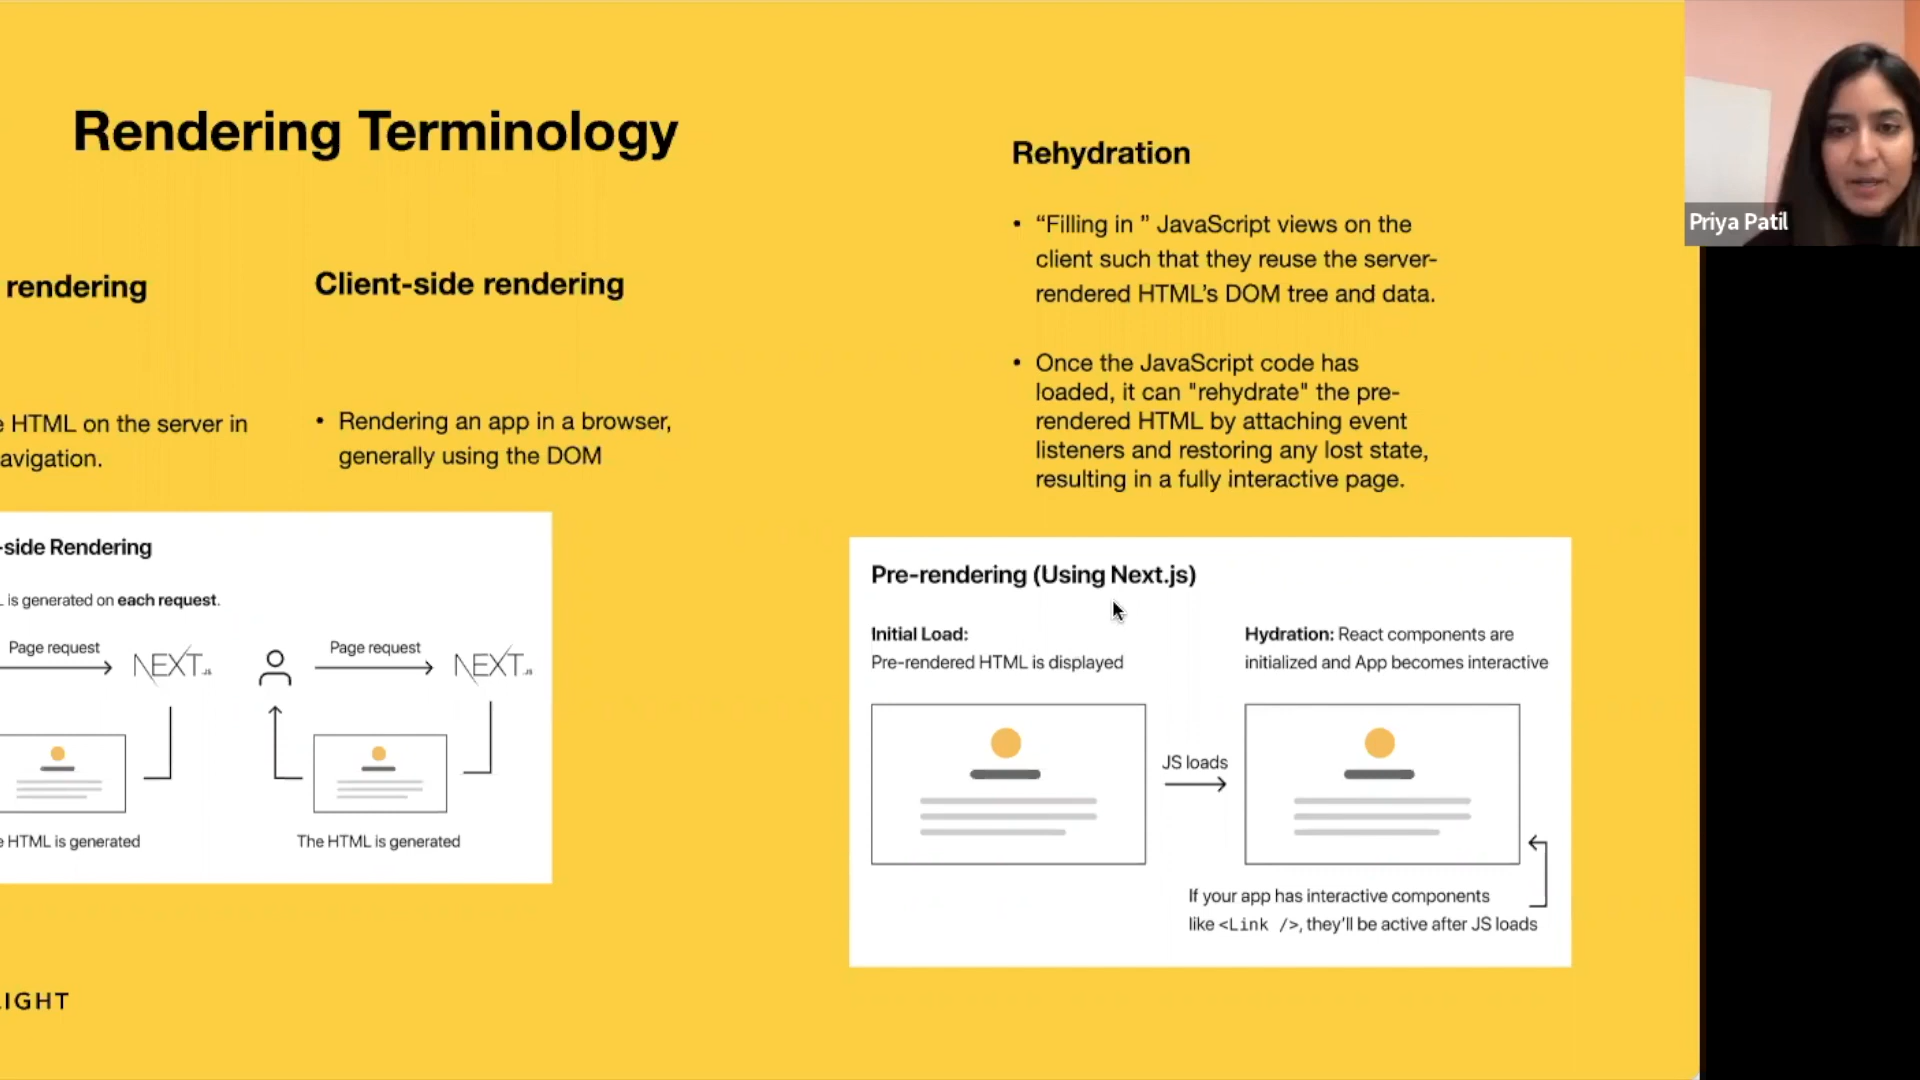 Rendering Terminology
rendering
HTML on the server in
avigation.
Client-side rendering
• Rendering an app in a browser,
generally using the DOM
-side Rendering
is generated on each request.
Page request
NEXT.JS
Page request
NEXT.JS
HTML is generated
The HTML is generated
IGHT
Rehydration
• “Filling in ” JavaScript views on the
client such that they reuse the server-
rendered HTML’s DOM tree and data.
• Once the JavaScript code has
loaded, it can "rehydrate" the pre-
rendered HTML by attaching event
listeners and restoring any lost state,
resulting in a fully interactive page.
Pre-rendering (Using Next.js)
Initial Load:
Pre-rendered HTML is displayed
JS loads
Hydration: React components are
initialized and App becomes interactive
If your app has interactive components
like <Link />, they’ll be active after JS loads
Priya Patil